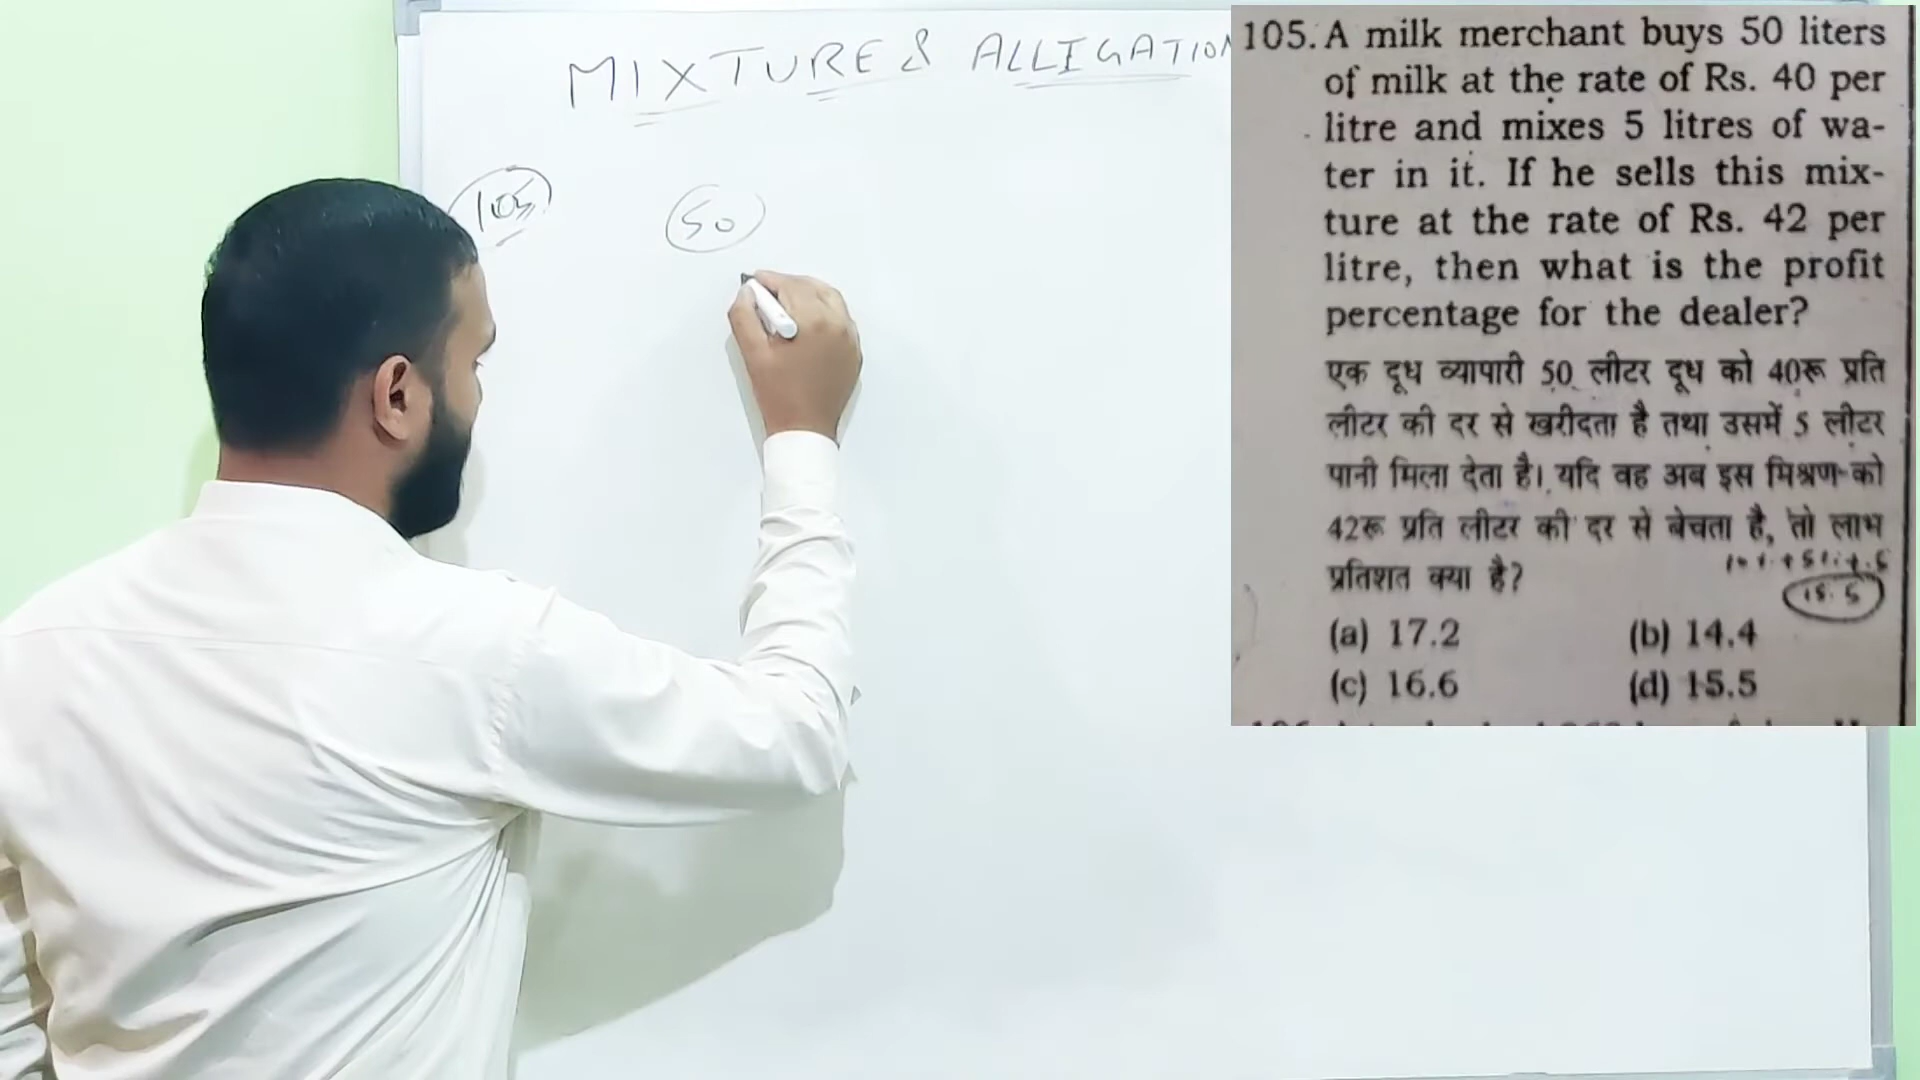 MIXTURE & ALLIGATION
105
50
105. A milk merchant buys 50 liters
of milk at the rate of Rs. 40 per
litre and mixes 5 litres of wa-
ter in it. If he sells this mix-
ture at the rate of Rs. 42 per
litre, then what is the profit
percentage for the dealer?
एक दूध व्यापारी 50 लीटर दूध को 40रू प्रति
लीटर की दर से खरीदता है तथा उसमें 5 लीटर
पानी मिला देता है। यदि वह अब इस मिश्रण को
42रू प्रति लीटर की दर से बेचता है, तो लाभ
प्रतिशत क्या है?
15.5
(a) 17.2 (b) 14.4
(c) 16.6 (d) 15.5